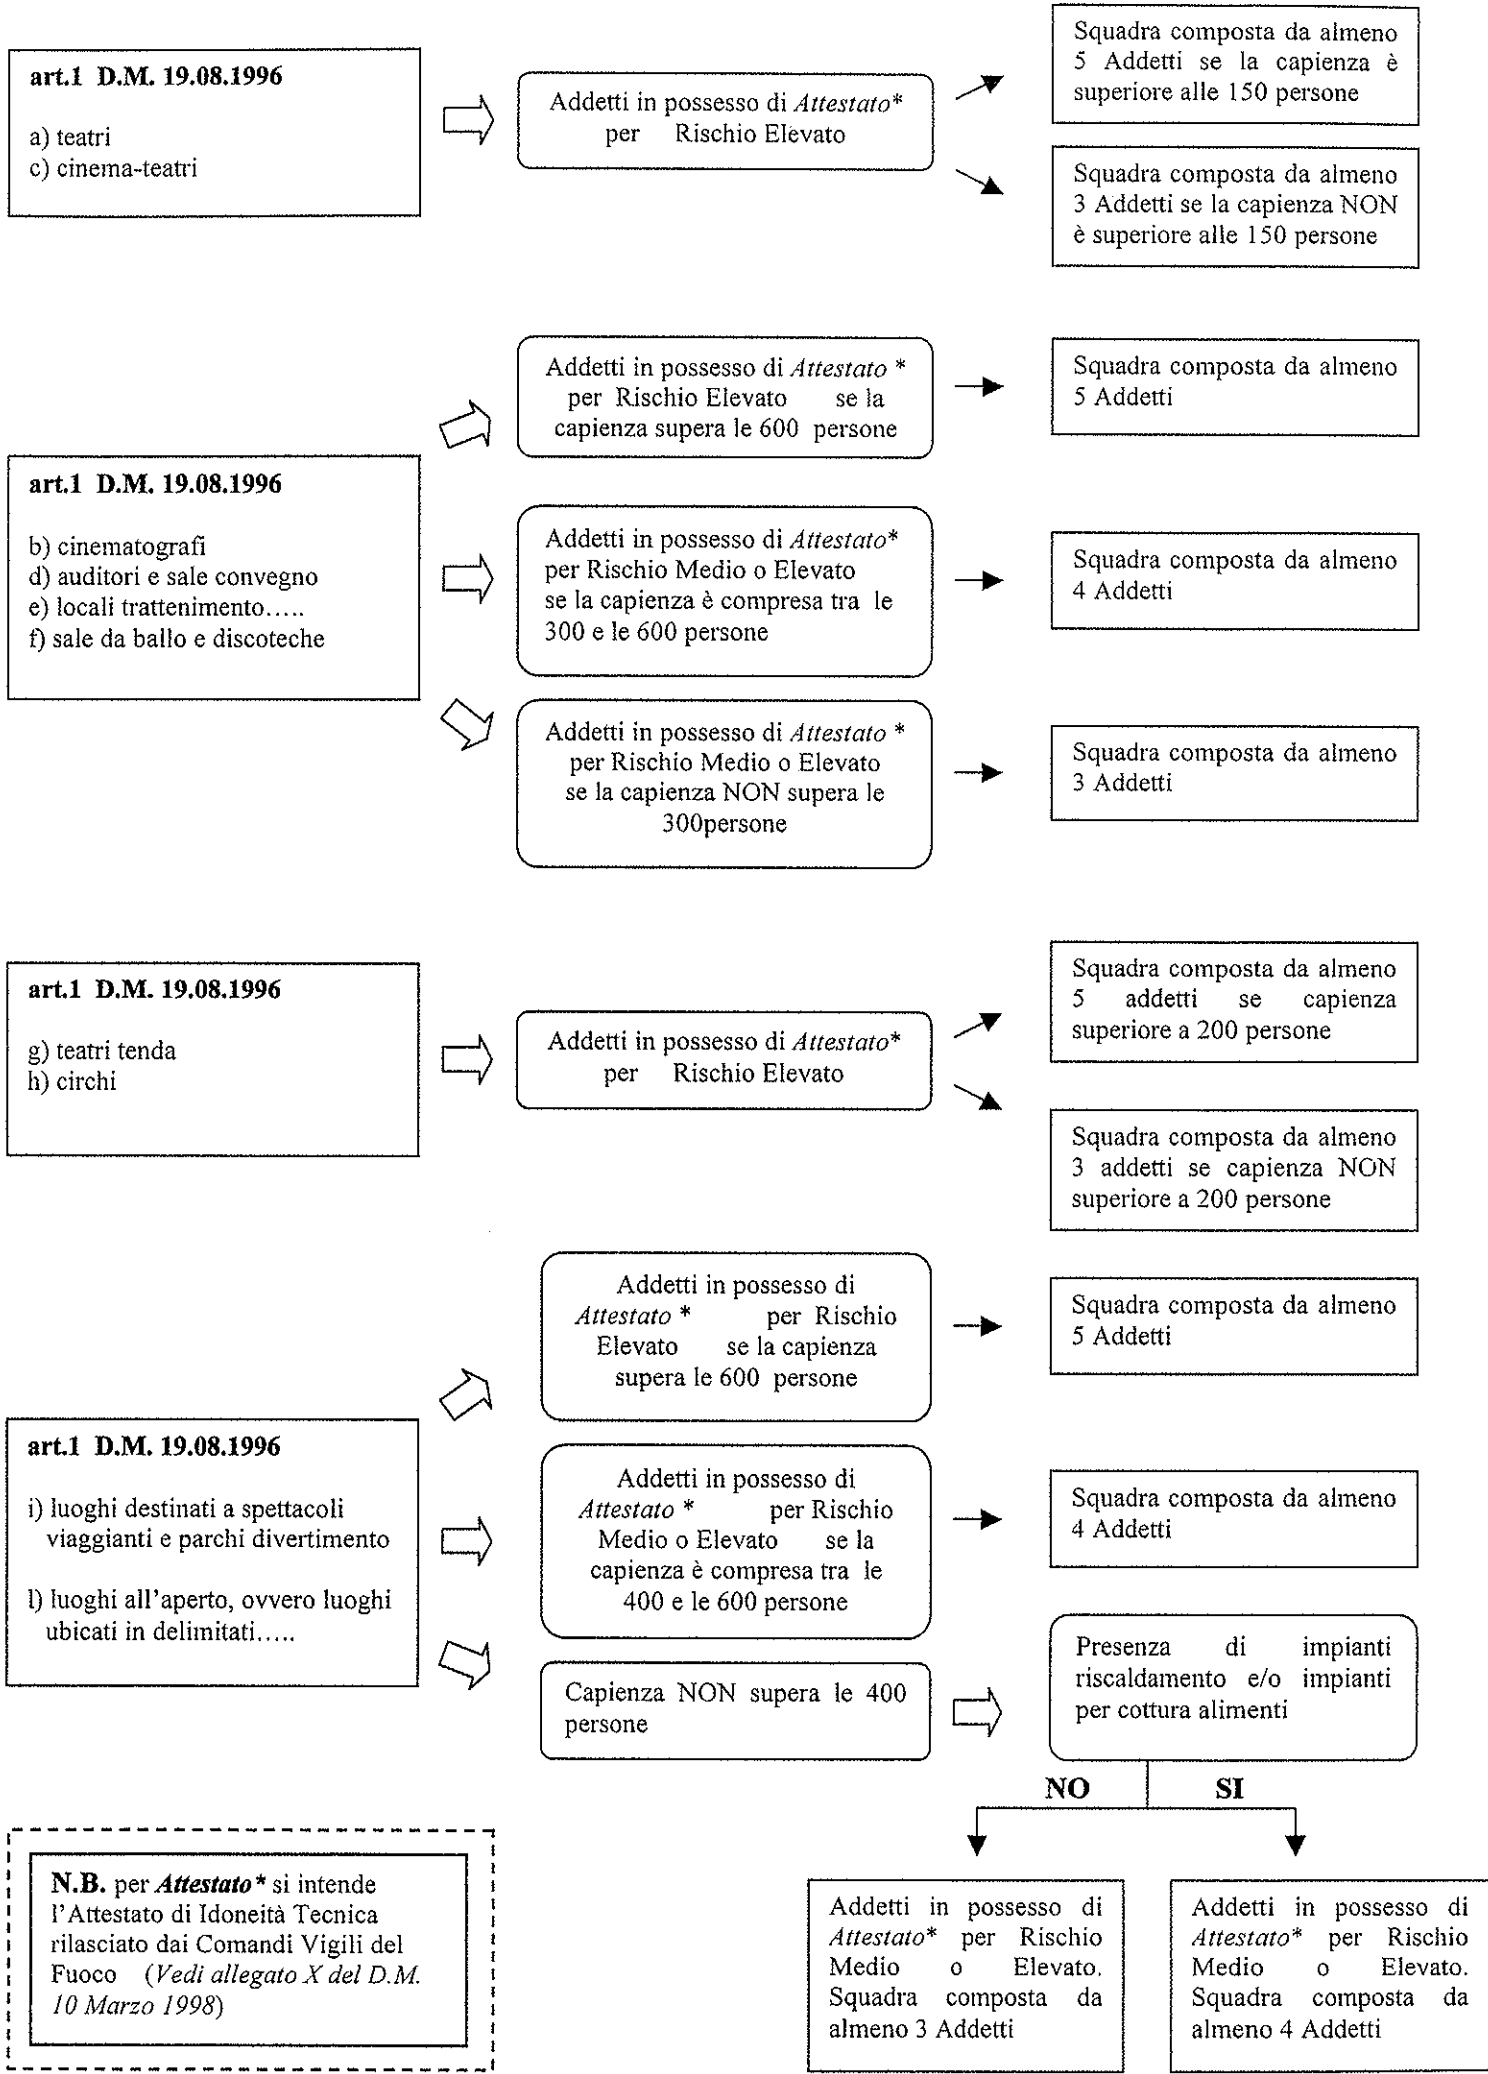 art.1 D.M. 19.08.1996
a) teatri
c) cinema-teatri
Addetti in possesso di Attestato*
per Rischio Elevato
Squadra composta da almeno
5 Addetti se la capienza è
superiore alle 150 persone
Squadra composta da almeno
3 Addetti se la capienza NON
è superiore alle 150 persone
art.1 D.M. 19.08.1996
b) cinematografi
d) auditori e sale convegno
e) locali trattenimento.....
f) sale da ballo e discoteche
Addetti in possesso di Attestato *
per Rischio Elevato se la
capienza supera le 600 persone
Squadra composta da almeno
5 Addetti
Addetti in possesso di Attestato*
per Rischio Medio o Elevato
se la capienza è compresa tra le
300 e le 600 persone
Squadra composta da almeno
4 Addetti
Addetti in possesso di Attestato *
per Rischio Medio o Elevato
se la capienza NON supera le
300persone
Squadra composta da almeno
3 Addetti
art.1 D.M. 19.08.1996
g) teatri tenda
h) circhi
Addetti in possesso di Attestato*
per Rischio Elevato
Squadra composta da almeno
5 addetti se capienza
superiore a 200 persone
Squadra composta da almeno
3 addetti se capienza NON
superiore a 200 persone
art.1 D.M. 19.08.1996
i) luoghi destinati a spettacoli
viaggianti e parchi divertimento
l) luoghi all'aperto, ovvero luoghi
ubicati in delimitati.....
Addetti in possesso di
Attestato * per Rischio
Elevato se la capienza
supera le 600 persone
Squadra composta da almeno
5 Addetti
Addetti in possesso di
Attestato * per Rischio
Medio o Elevato se la
capienza è compresa tra le
400 e le 600 persone
Squadra composta da almeno
4 Addetti
Capienza NON supera le 400
persone
Presenza di impianti
riscaldamento e/o impianti
per cottura alimenti
NO SI
Addetti in possesso di
Attestato* per Rischio
Medio o Elevato.
Squadra composta da
almeno 3 Addetti
Addetti in possesso di
Attestato* per Rischio
Medio o Elevato.
Squadra composta da
almeno 4 Addetti
N.B. per Attestato* si intende
l'Attestato di Idoneità Tecnica
rilasciato dai Comandi Vigili del
Fuoco (Vedi allegato X del D.M.
10 Marzo 1998)